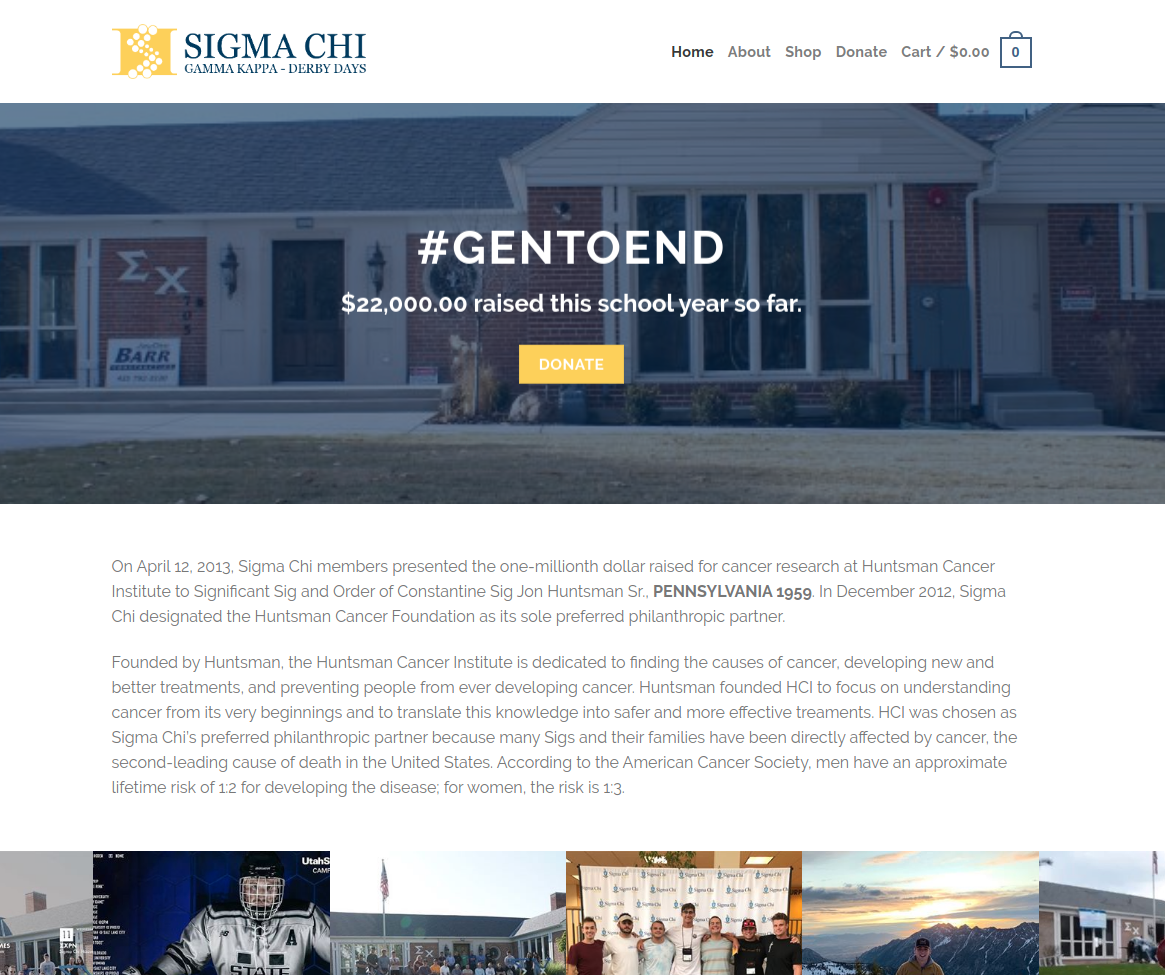 SIGMA CHI
GAMMA KAPPA - DERBY DAYS
Home About Shop Donate Cart / $0.00 0
#GENTOEND
$22,000.00 raised this school year so far.
DONATE
ΣΧ
BARR
On April 12, 2013, Sigma Chi members presented the one-millionth dollar raised for cancer research at Huntsman Cancer
Institute to Significant Sig and Order of Constantine Sig Jon Huntsman Sr., PENNSYLVANIA 1959. In December 2012, Sigma
Chi designated the Huntsman Cancer Foundation as its sole preferred philanthropic partner.
Founded by Huntsman, the Huntsman Cancer Institute is dedicated to finding the causes of cancer, developing new and
better treatments, and preventing people from ever developing cancer. Huntsman founded HCI to focus on understanding
cancer from its very beginnings and to translate this knowledge into safer and more effective treaments. HCI was chosen as
Sigma Chi's preferred philanthropic partner because many Sigs and their families have been directly affected by cancer, the
second-leading cause of death in the United States. According to the American Cancer Society, men have an approximate
lifetime risk of 1:2 for developing the disease; for women, the risk is 1:3.
UtahS
CAMP
A
STATE
EXPN
Sigma Chi
ΣΧ